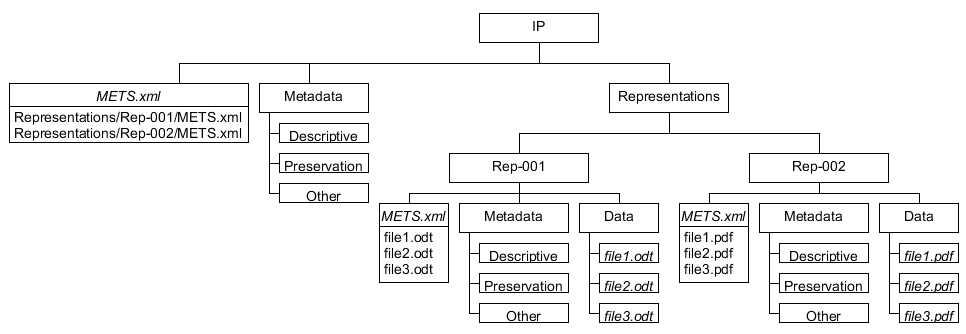 IP
METS.xml
Representations/Rep-001/METS.xml
Representations/Rep-002/METS.xml
Metadata
Descriptive
Preservation
Other
Representations
Rep-001
METS.xml
file1.odt
file2.odt
file3.odt
Metadata
Descriptive
Preservation
Other
Data
file1.odt
file2.odt
file3.odt
Rep-002
METS.xml
file1.pdf
file2.pdf
file3.pdf
Metadata
Descriptive
Preservation
Other
Data
file1.pdf
file2.pdf
file3.pdf